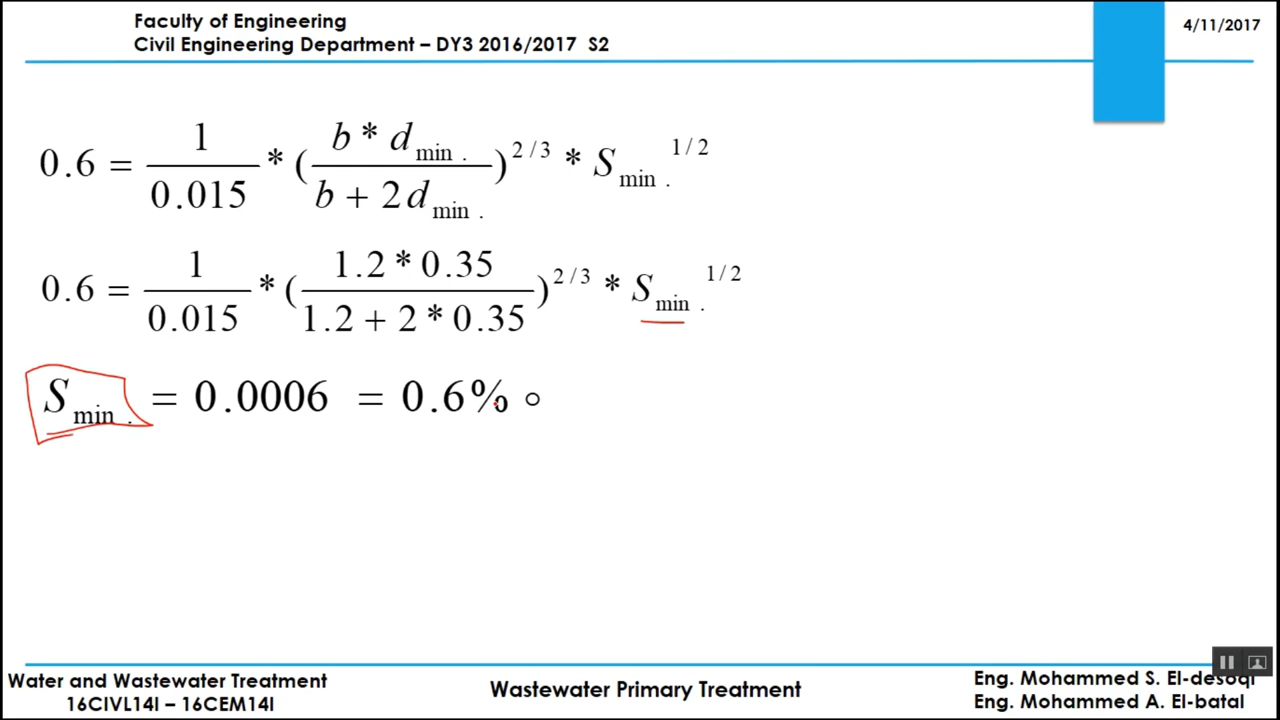 Faculty of Engineering
Civil Engineering Department – DY3 2016/2017 S2
4/11/2017
0.6 = 1/0.015 * (b * d min. / b + 2d min.)^2/3 * S min.^1/2
0.6 = 1/0.015 * (1.2 * 0.35 / 1.2 + 2 * 0.35)^2/3 * S min.^1/2
S min. = 0.0006 = 0.6% ○
Water and Wastewater Treatment
16CIVL14I – 16CEM14I
Wastewater Primary Treatment
Eng. Mohammed S. El-desoqi
Eng. Mohammed A. El-batal